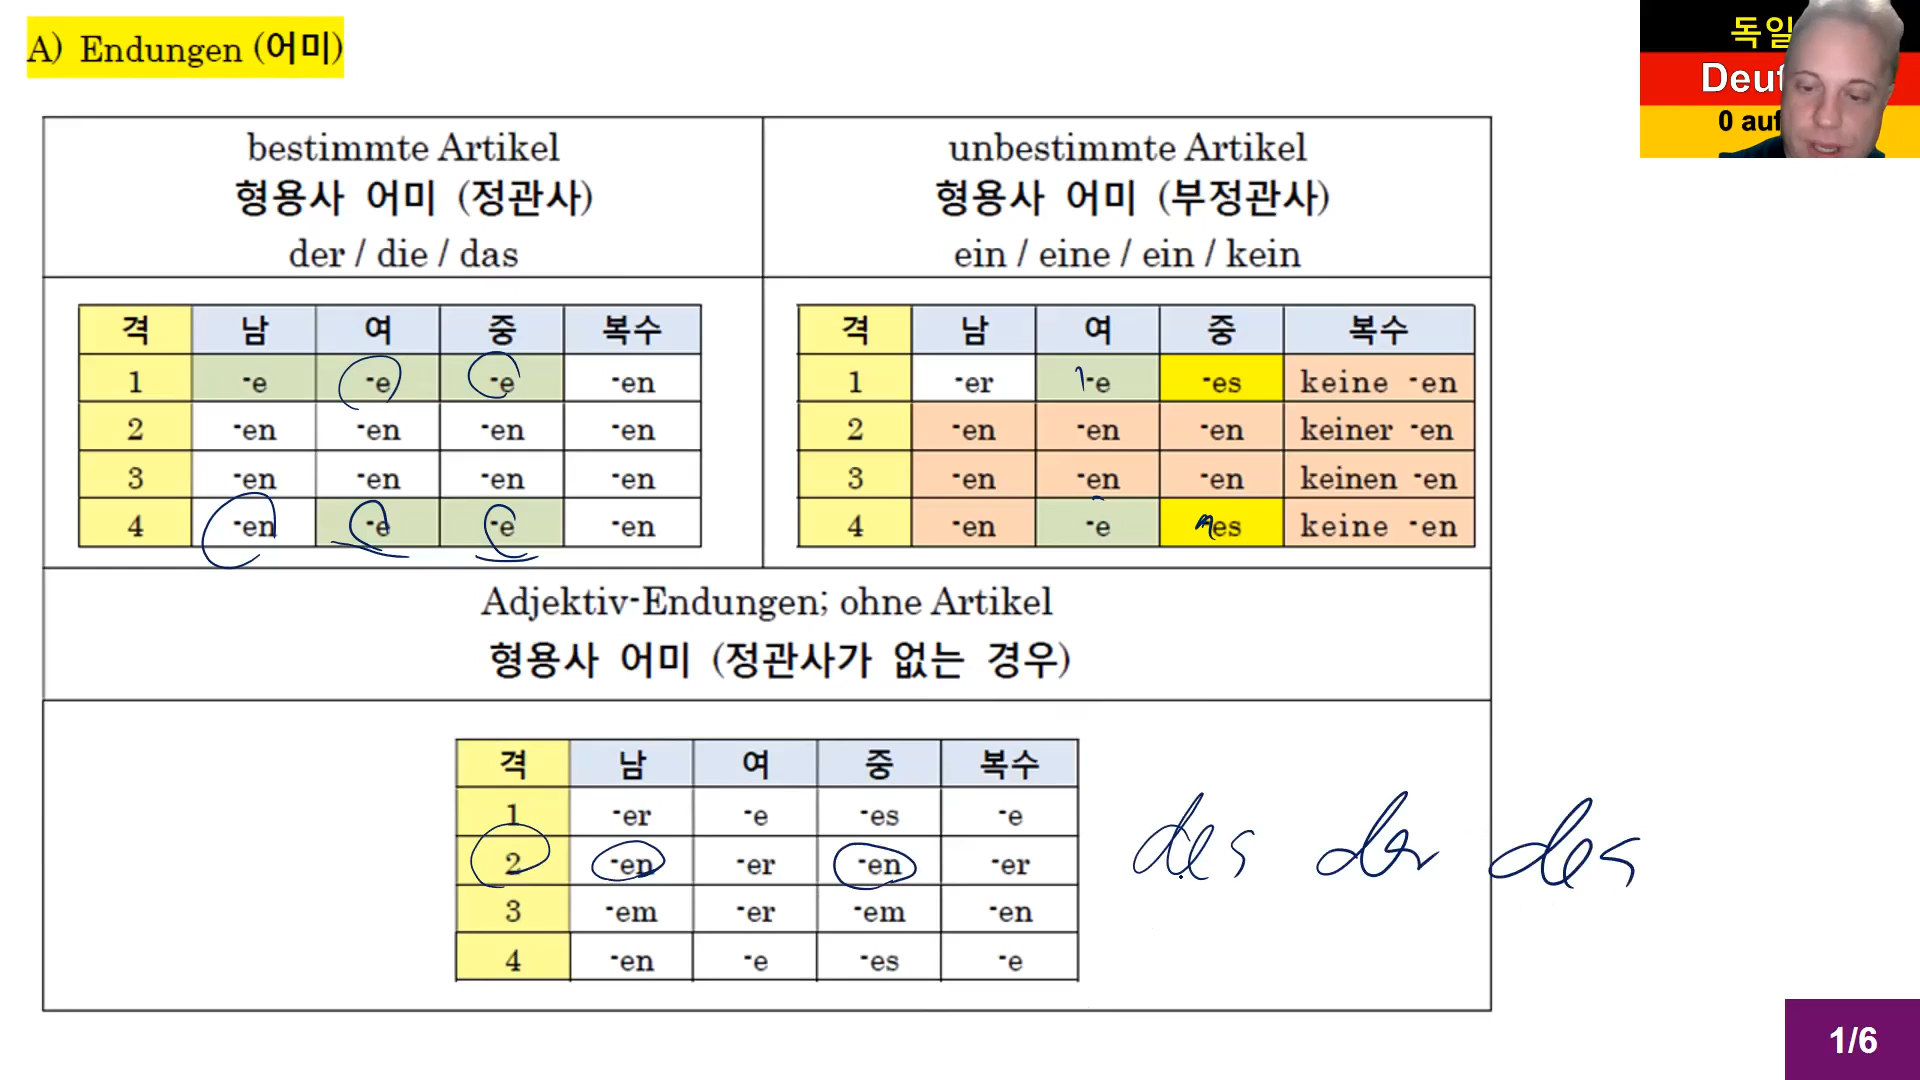 A) Endungen (어미)
독일
Deut
0 auf
bestimmte Artikel
형용사 어미 (정관사)
der / die / das
unbestimmte Artikel
형용사 어미 (부정관사)
ein / eine / ein / kein
격 남 여 중 복수
1 -e -e -e -en
2 -en -en -en -en
3 -en -en -en -en
4 -en -e -e -en
격 남 여 중 복수
1 -er -e -es keine -en
2 -en -en -en keiner -en
3 -en -en -en keinen -en
4 -en -e -es keine -en
Adjektiv-Endungen; ohne Artikel
형용사 어미 (정관사가 없는 경우)
격 남 여 중 복수
1 -er -e -es -e
2 -en -er -en -er
3 -em -er -em -en
4 -en -e -es -e
des der des
1/6